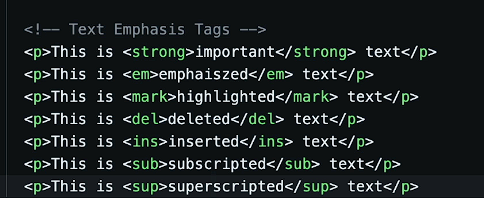 <!-- Text Emphasis Tags -->
<p>This is <strong>important</strong> text</p>
<p>This is <em>emphaiszed</em> text</p>
<p>This is <mark>highlighted</mark> text</p>
<p>This is <del>deleted</del> text</p>
<p>This is <ins>inserted</ins> text</p>
<p>This is <sub>subscripted</sub> text</p>
<p>This is <sup>superscripted</sup> text</p>